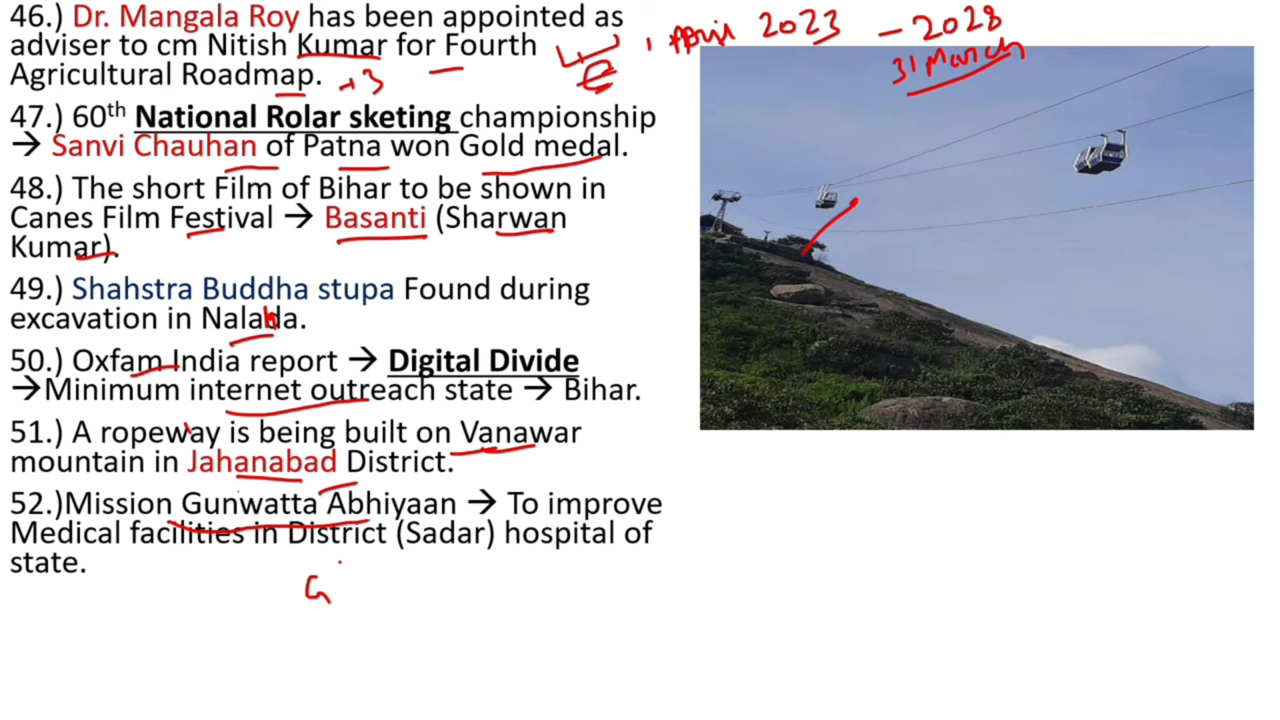 46.) Dr. Mangala Roy has been appointed as
adviser to cm Nitish Kumar for Fourth
Agricultural Roadmap.
+3
1 April 2023 - 2028
31 March
47.) 60th National Rolar sketing championship
→ Sanvi Chauhan of Patna won Gold medal.
48.) The short Film of Bihar to be shown in
Canes Film Festival → Basanti (Sharwan
Kumar).
49.) Shahstra Buddha stupa Found during
excavation in Nalanda.
50.) Oxfam India report → Digital Divide
→Minimum internet outreach state → Bihar.
51.) A ropeway is being built on Vanawar
mountain in Jahanabad District.
52.)Mission Gunwatta Abhiyaan → To improve
Medical facilities in District (Sadar) hospital of
state.
G